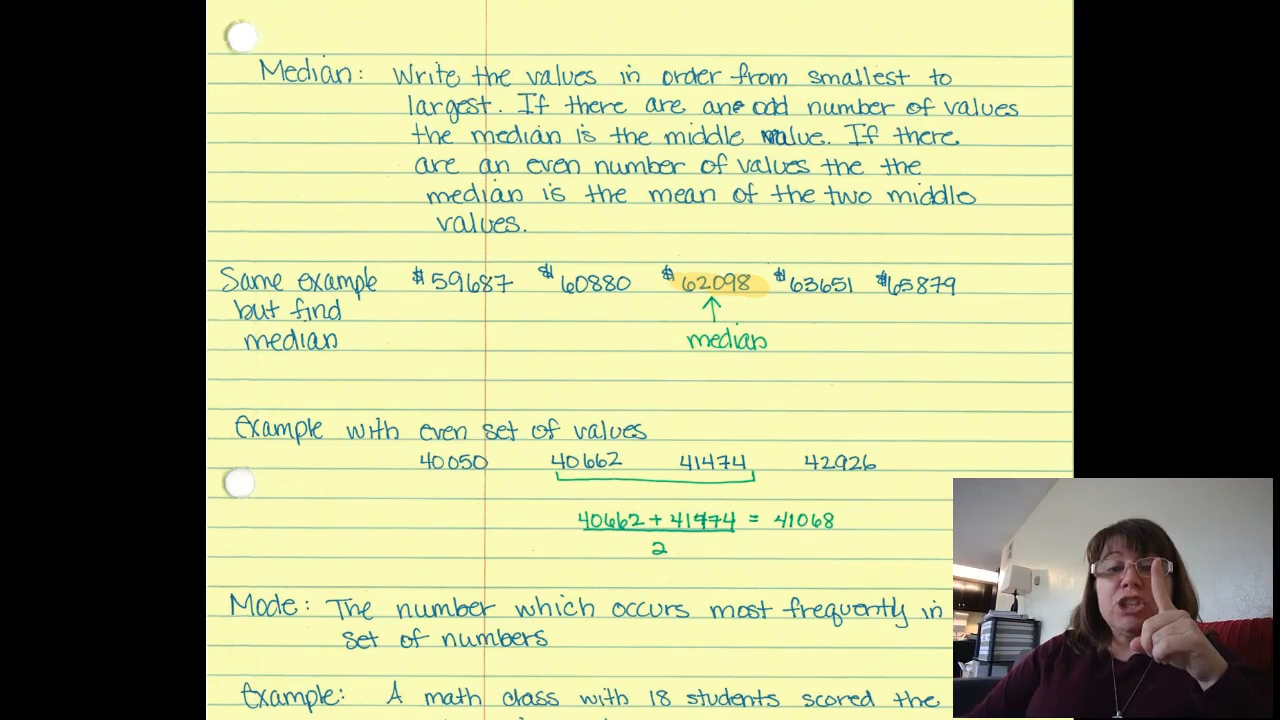 Median: Write the values in order from smallest to
largest. If there are an odd number of values
the median is the middle value. If there
are an even number of values the the
median is the mean of the two middle
values.
Same example $59687 $60880 $62098 $63651 $65879
but find
median median
Example with even set of values
40050 40662 41474 42926
40662 + 41474 = 41068
2
Mode: The number which occurs most frequently in
set of numbers
Example: A math class with 18 students scored the